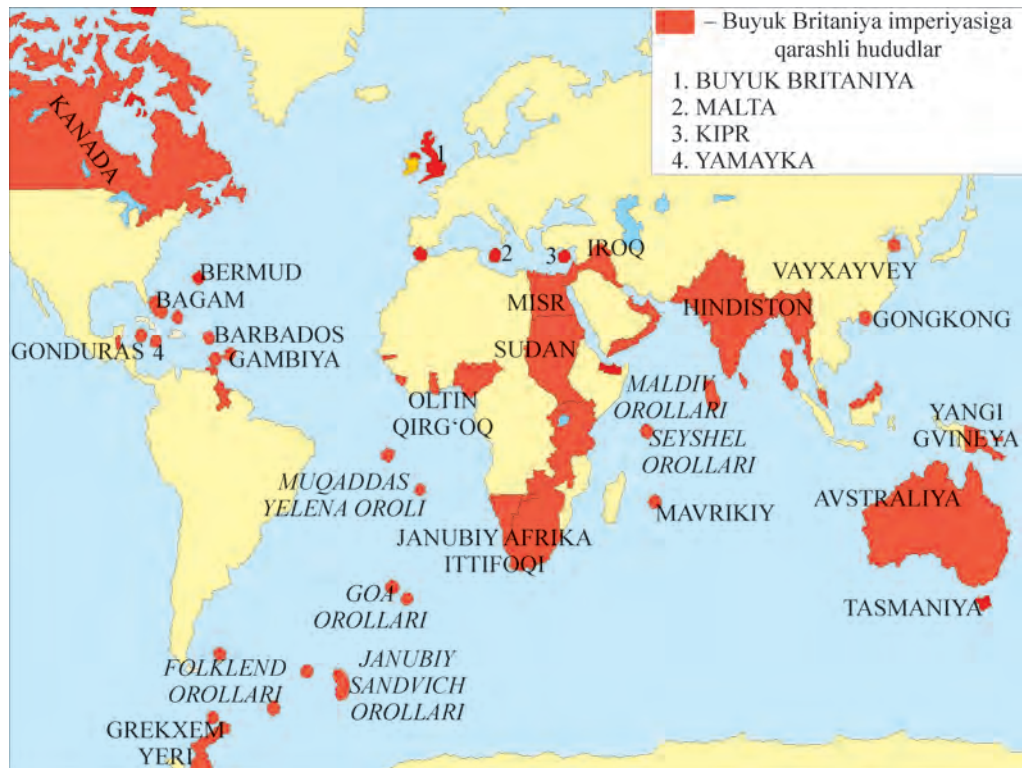 – Buyuk Britaniya imperiyasiga
qarashli hududlar
1. BUYUK BRITANIYA
2. MALTA
3. KIPR
4. YAMAYKA
KANADA
1
2
3
IROQ
BERMUD
BAGAM
BARBADOS
GONDURAS 4
GAMBIYA
MISR
SUDAN
HINDISTON
VAYXAYVEY
GONGKONG
OLTIN
QIRG‘OQ
MALDIV
OROLLARI
SEYSHEL
OROLLARI
YANGI
GVINEYA
MUQADDAS
YELENA OROLI
MAVRIKIY
AVSTRALIYA
JANUBIY AFRIKA
ITTIFOQI
TASMANIYA
GOA
OROLLARI
FOLKLEND
OROLLARI
JANUBIY
SANDVICH
OROLLARI
GREKXEM
YERI